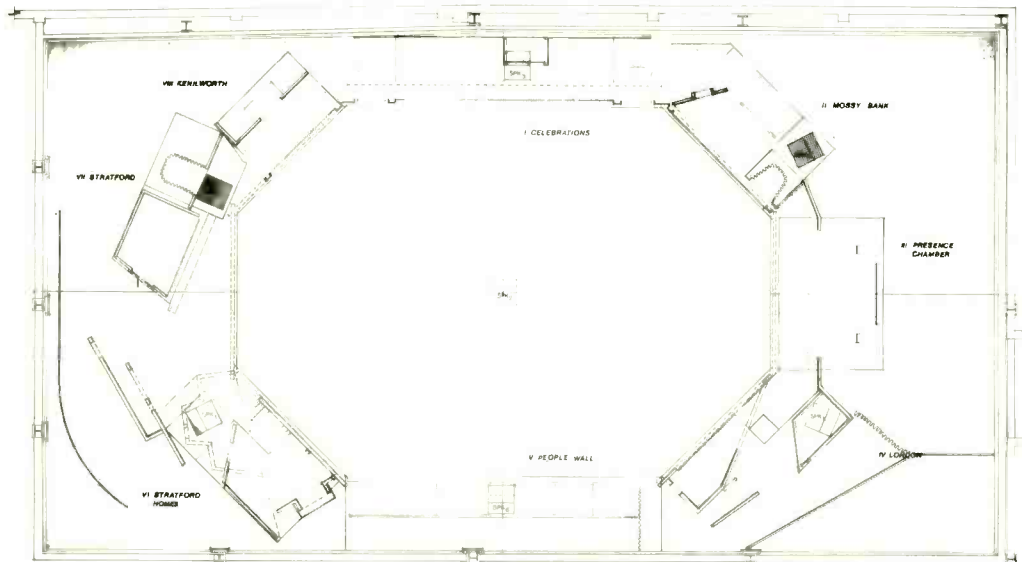 VIII KENILWORTH
II MOSSY BANK
I CELEBRATIONS
VII STRATFORD
III PRESENCE
CHAMBER
V PEOPLE WALL
IV LONDON
VI STRATFORD
HOMES